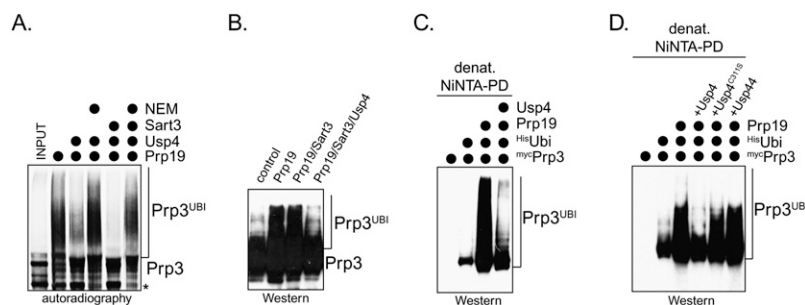 A.
NEM
Sart3
Usp4
Prp19
INPUT
Prp3UBI
Prp3
*
autoradiography
B.
control
Prp19
Prp19/Sart3
Prp19/Sart3/Usp4
Prp3UBI
Prp3
Western
C.
denat.
NiNTA-PD
Usp4
Prp19
HisUbi
mycPrp3
Prp3UBI
Western
D.
denat.
NiNTA-PD
+Usp4
+Usp4C311S
+Usp44
Prp19
HisUbi
mycPrp3
Prp3UB
Western